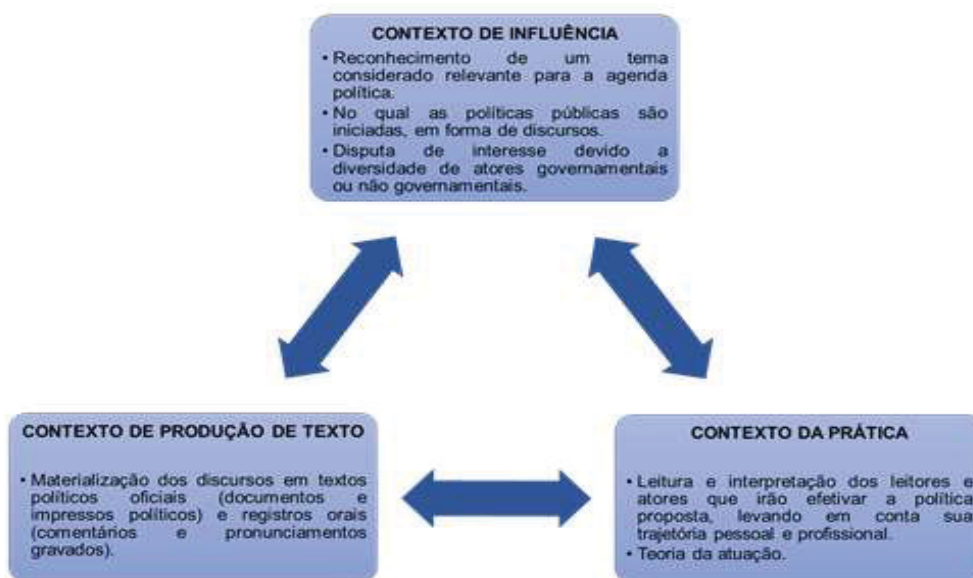 CONTEXTO DE INFLUÊNCIA
• Reconhecimento de um tema
considerado relevante para a agenda
política.
• No qual as políticas públicas são
iniciadas, em forma de discursos.
• Disputa de interesse devido a
diversidade de atores governamentais
ou não governamentais.
CONTEXTO DE PRODUÇÃO DE TEXTO
• Materialização dos discursos em textos
políticos oficiais (documentos e
impressos políticos) e registros orais
(comentários e pronunciamentos
gravados).
CONTEXTO DA PRÁTICA
• Leitura e interpretação dos leitores e
atores que irão efetivar a política
proposta, levando em conta sua
trajetória pessoal e profissional.
• Teoria da atuação.